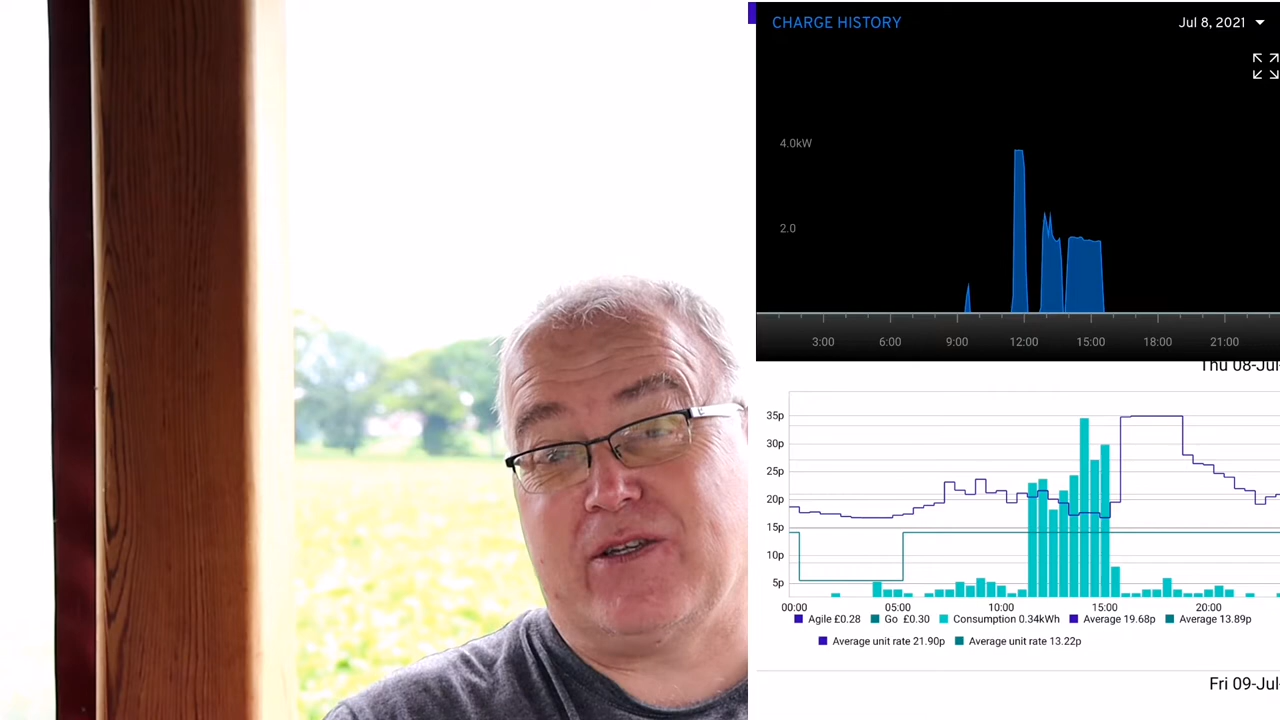 CHARGE HISTORY Jul 8, 2021
4.0kW
2.0
3:00 6:00 9:00 12:00 15:00 18:00 21:00
Thu 08-Jul-
35p
30p
25p
20p
15p
10p
5p
00:00 05:00 10:00 15:00 20:00
Agile £0.28 Go £0.30 Consumption 0.34kWh Average 19.68p Average 13.89p
Average unit rate 21.90p Average unit rate 13.22p
Fri 09-Jul-